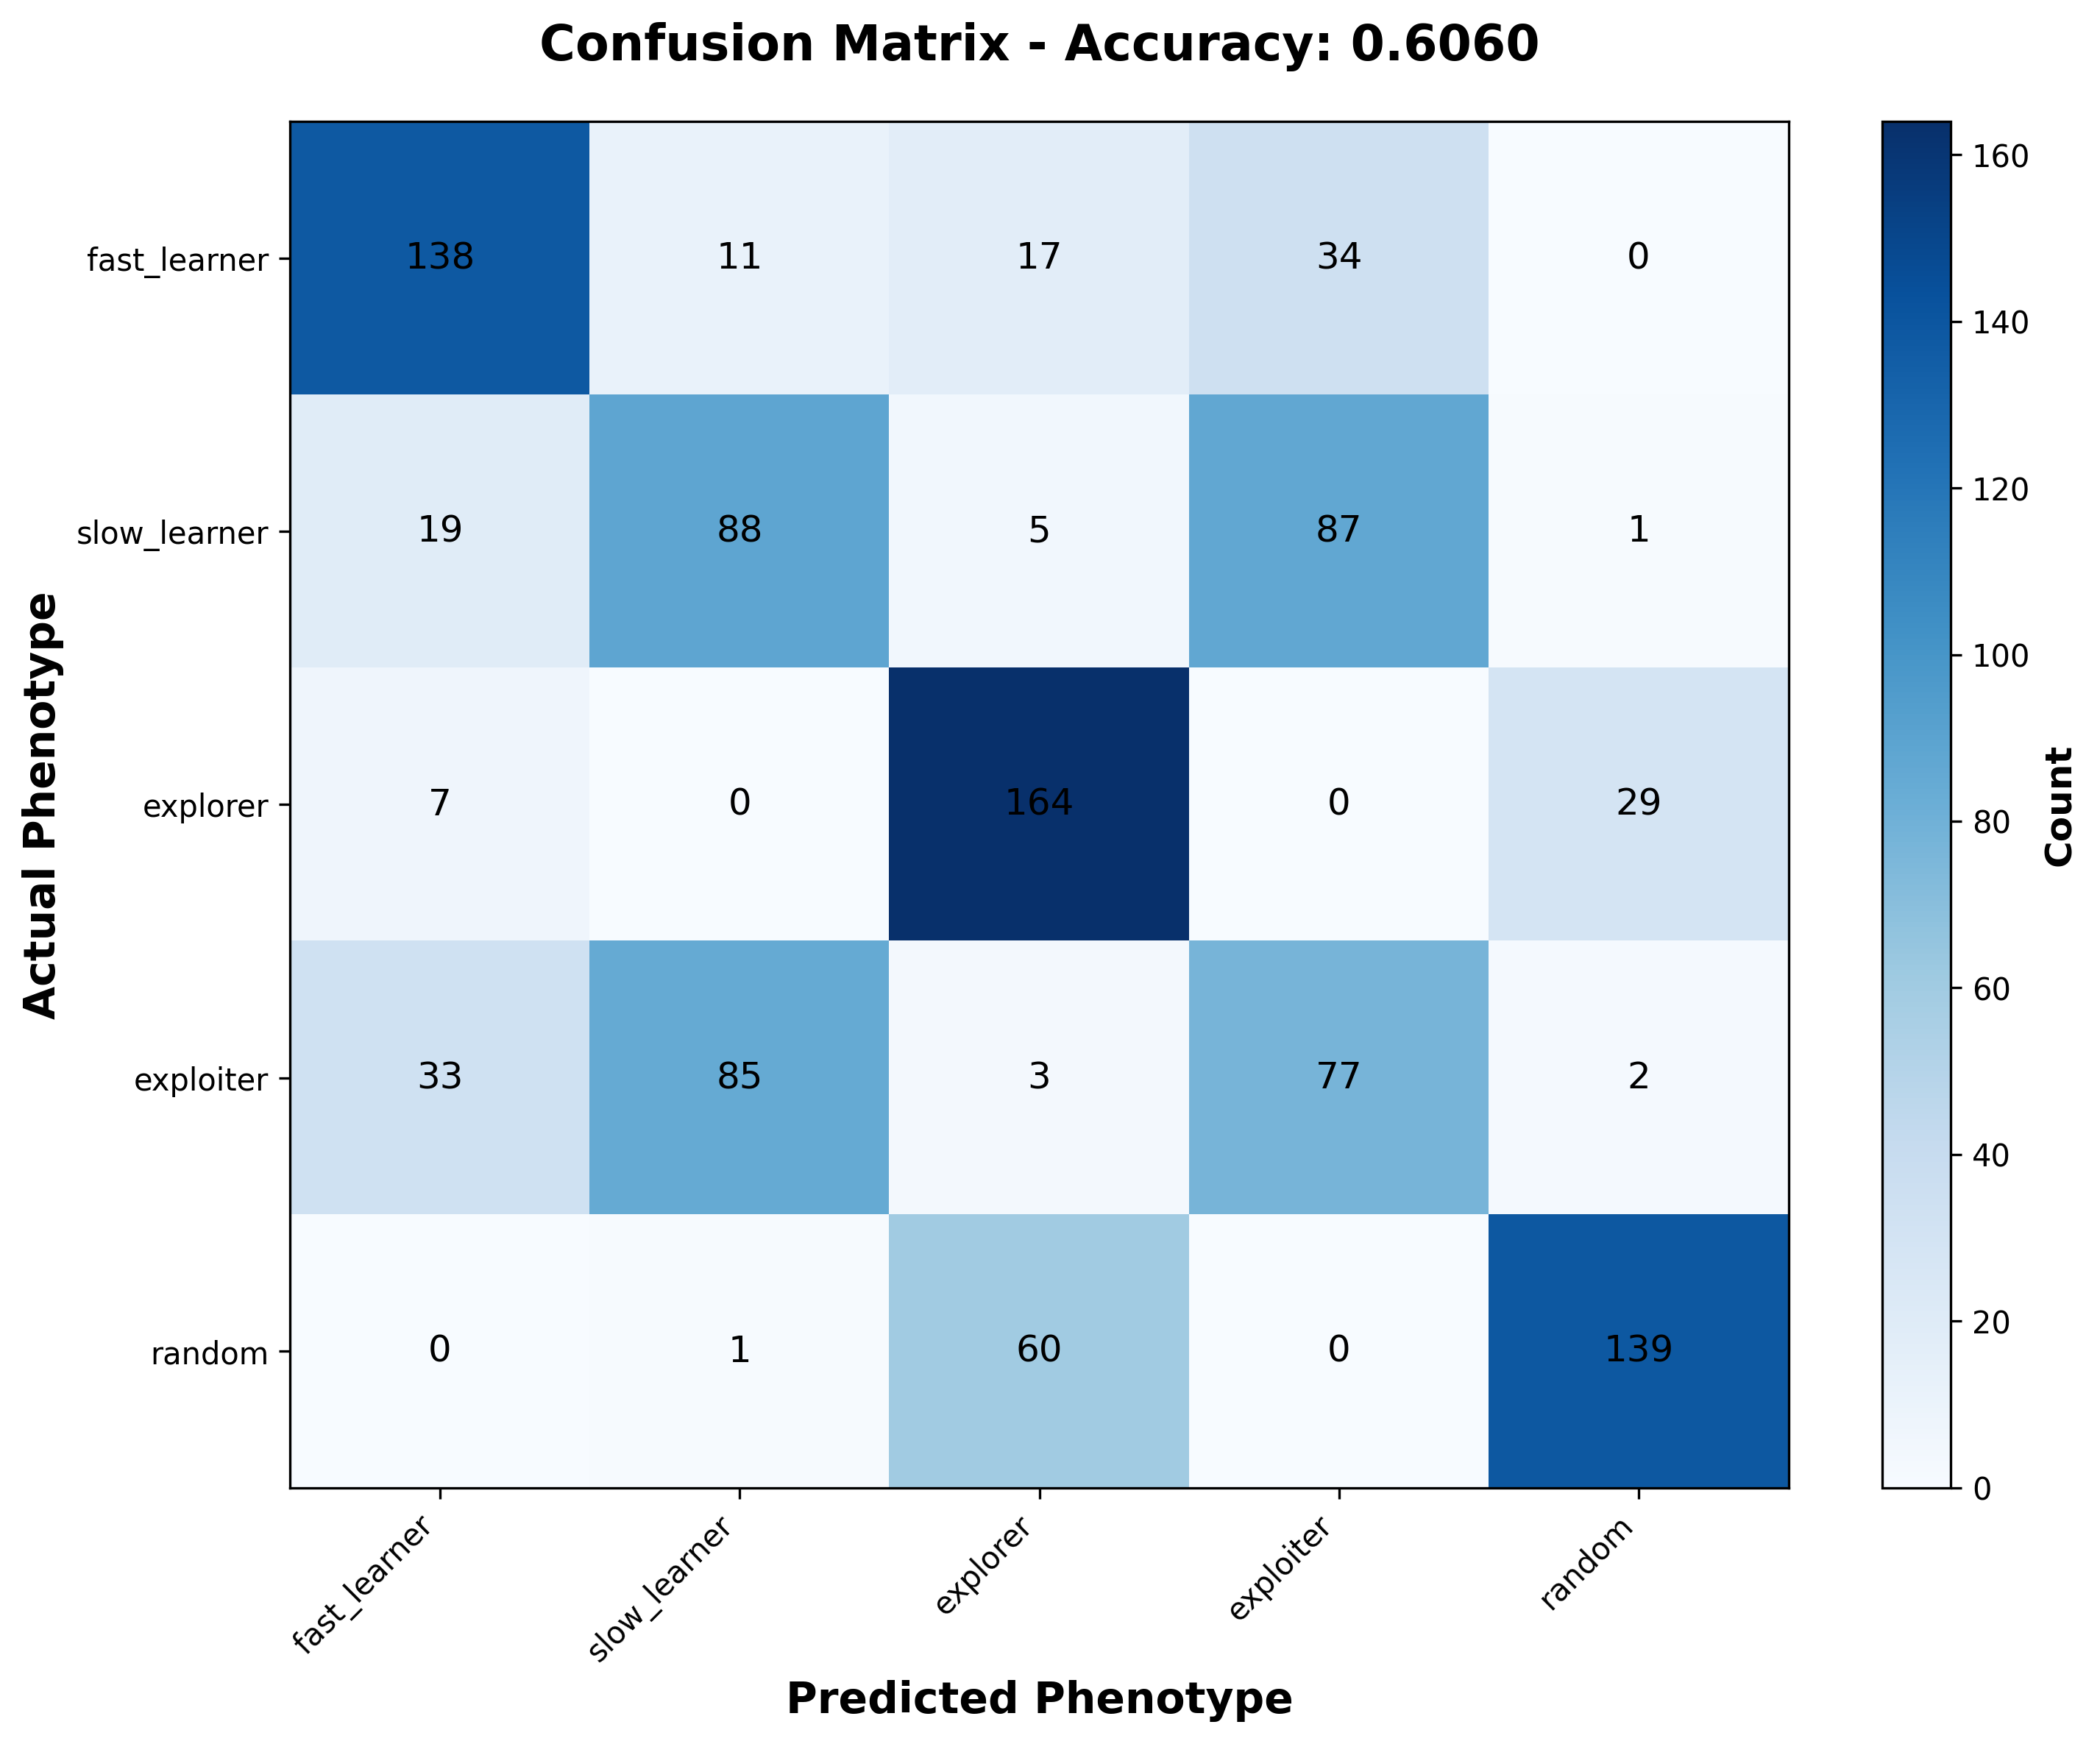 Confusion Matrix - Accuracy: 0.6060
Actual Phenotype
fast_learner 138 11 17 34 0
slow_learner 19 88 5 87 1
explorer 7 0 164 0 29
exploiter 33 85 3 77 2
random 0 1 60 0 139
fast_learner slow_learner explorer exploiter random
Predicted Phenotype
160
140
120
100
80
60
40
20
0
Count